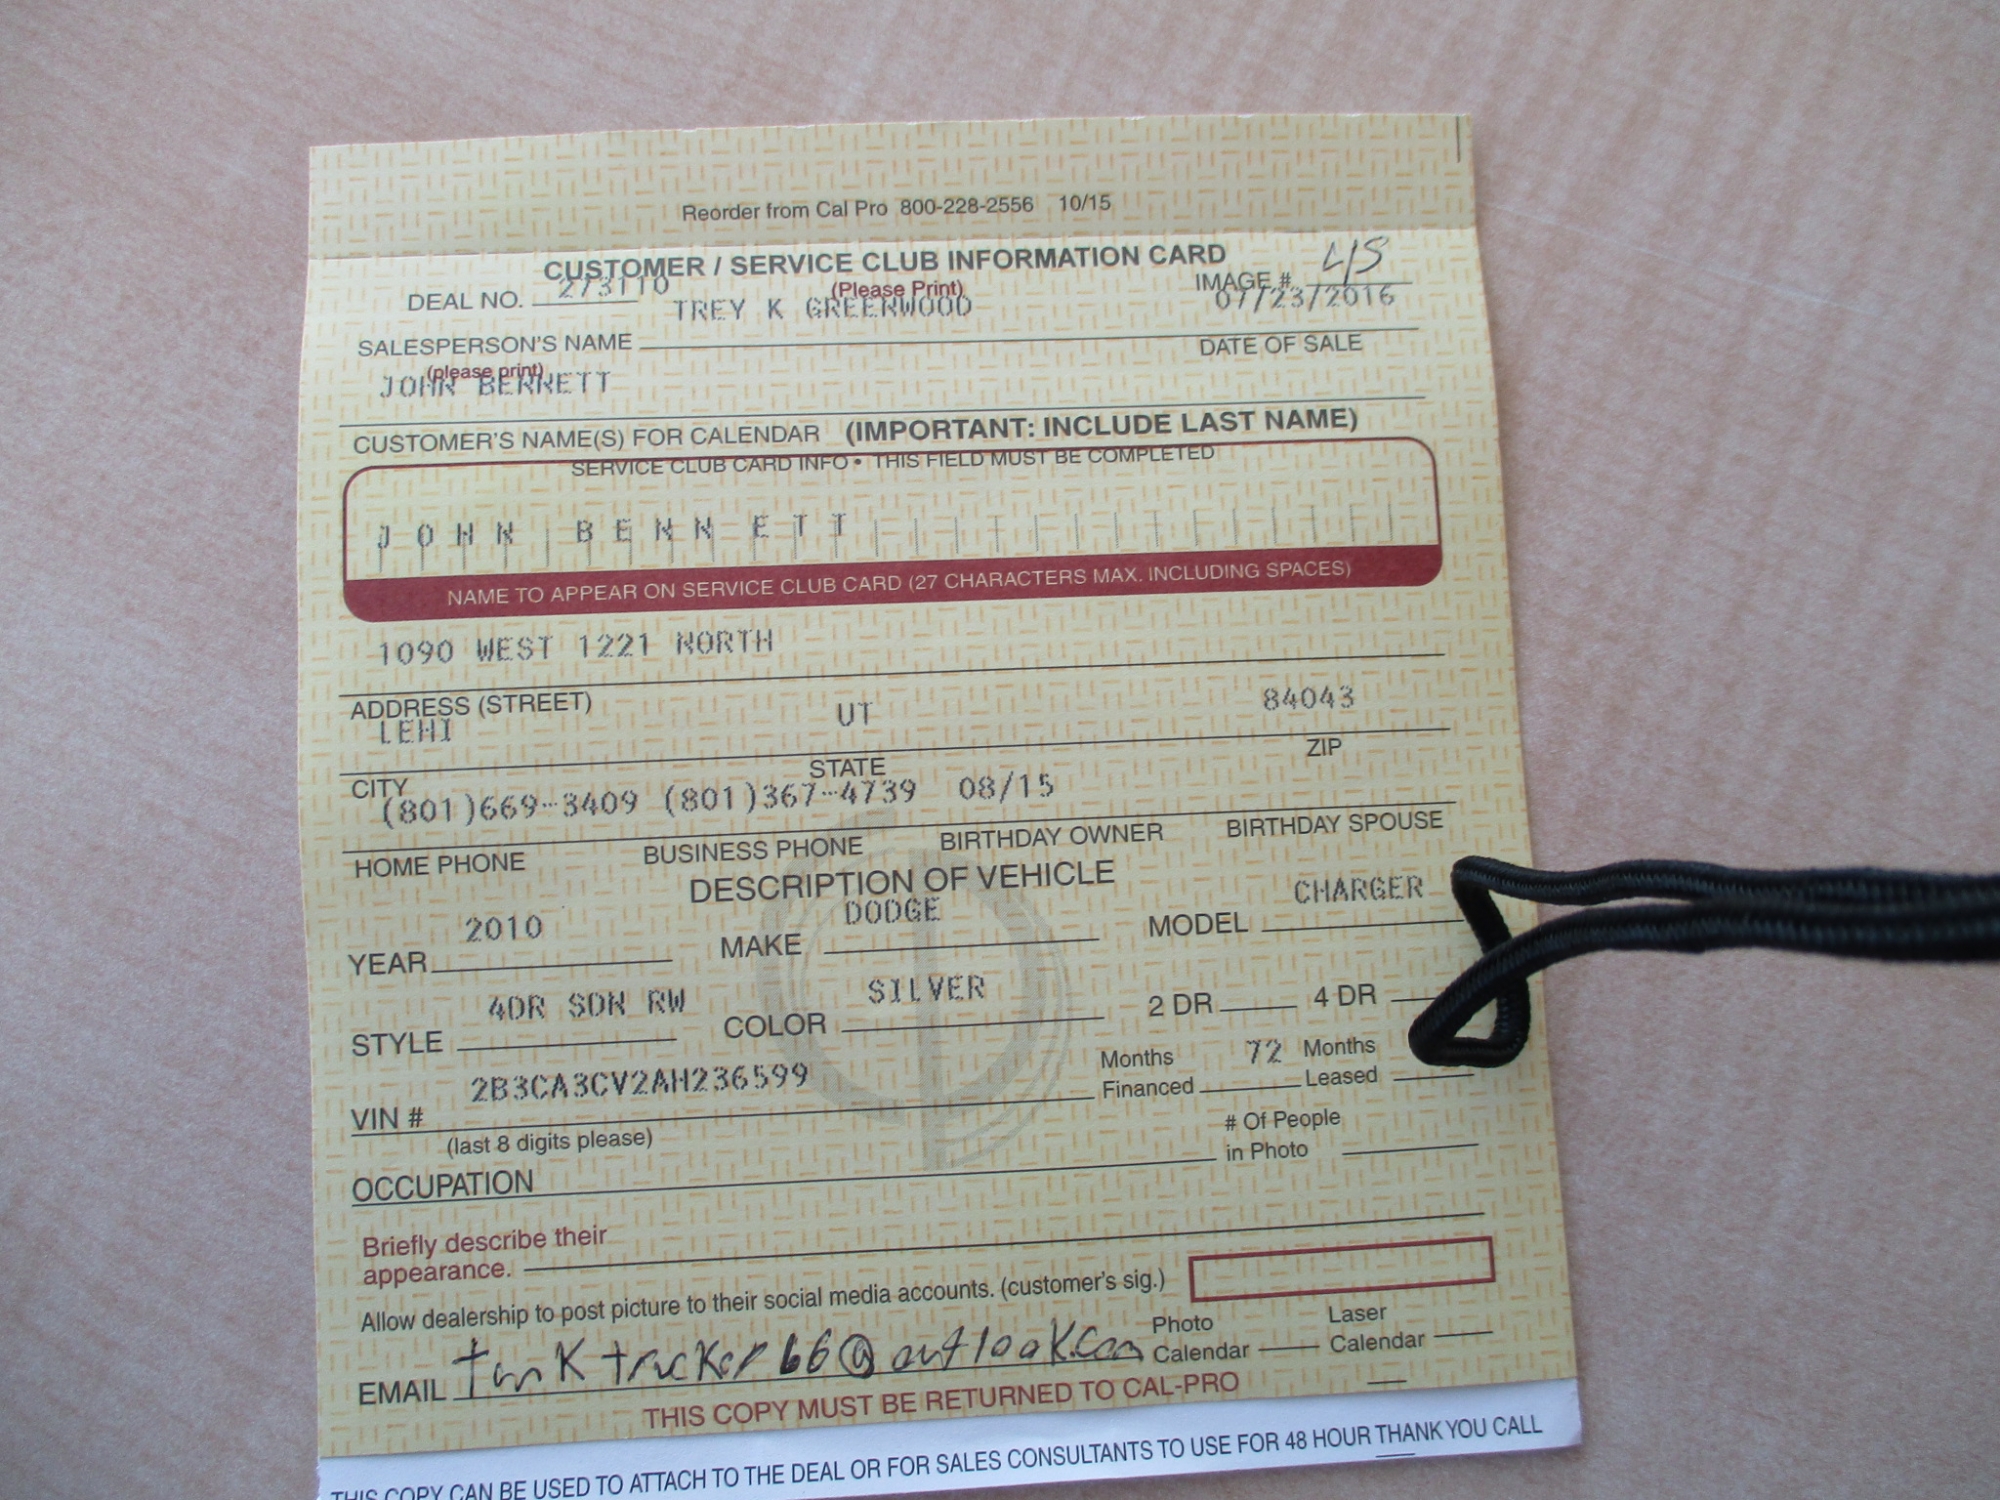 Reorder from Cal Pro 800-228-2556 10/15
CUSTOMER / SERVICE CLUB INFORMATION CARD
DEAL NO. 273110 (Please Print) IMAGE #
TREY K GREENWOOD 07/23/2016
SALESPERSON'S NAME DATE OF SALE
(please print)
JOHN BENNETT
CUSTOMER'S NAME(S) FOR CALENDAR (IMPORTANT: INCLUDE LAST NAME)
SERVICE CLUB CARD INFO • THIS FIELD MUST BE COMPLETED
JOHN BENNETT
NAME TO APPEAR ON SERVICE CLUB CARD (27 CHARACTERS MAX. INCLUDING SPACES)
1090 WEST 1221 NORTH
ADDRESS (STREET)
LEHI UT 84043
CITY STATE ZIP
(801)669-3409 (801)367-4739 08/15
HOME PHONE BUSINESS PHONE BIRTHDAY OWNER BIRTHDAY SPOUSE
DESCRIPTION OF VEHICLE
2010 DODGE CHARGER
YEAR MAKE MODEL
4DR SDN RW SILVER
STYLE COLOR 2 DR 4 DR
2B3CA3CV2AH236599 Months Financed 72 Months Leased
VIN #
(last 8 digits please) # Of People in Photo
OCCUPATION
Briefly describe their
appearance.
Allow dealership to post picture to their social media accounts. (customer's sig.)
EMAIL tmktrucker66@outlook.com Photo Calendar Laser Calendar
THIS COPY MUST BE RETURNED TO CAL-PRO
THIS COPY CAN BE USED TO ATTACH TO THE DEAL OR FOR SALES CONSULTANTS TO USE FOR 48 HOUR THANK YOU CALL